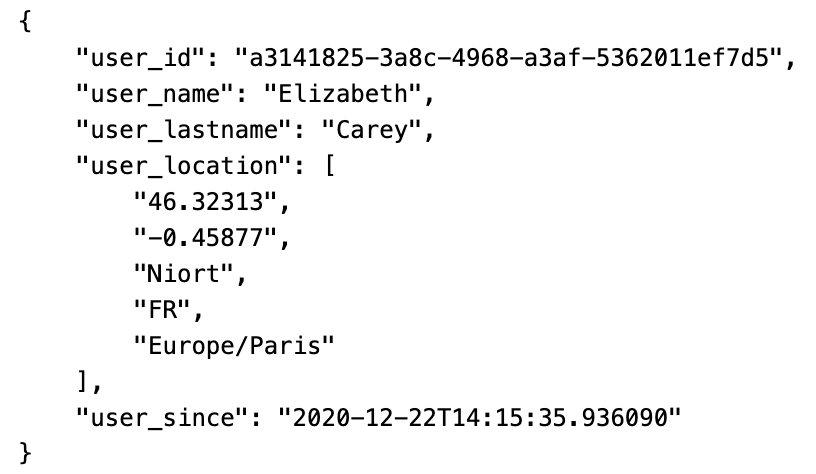 {
    "user_id": "a3141825-3a8c-4968-a3af-5362011ef7d5",
    "user_name": "Elizabeth",
    "user_lastname": "Carey",
    "user_location": [
        "46.32313",
        "-0.45877",
        "Niort",
        "FR",
        "Europe/Paris"
    ],
    "user_since": "2020-12-22T14:15:35.936090"
}